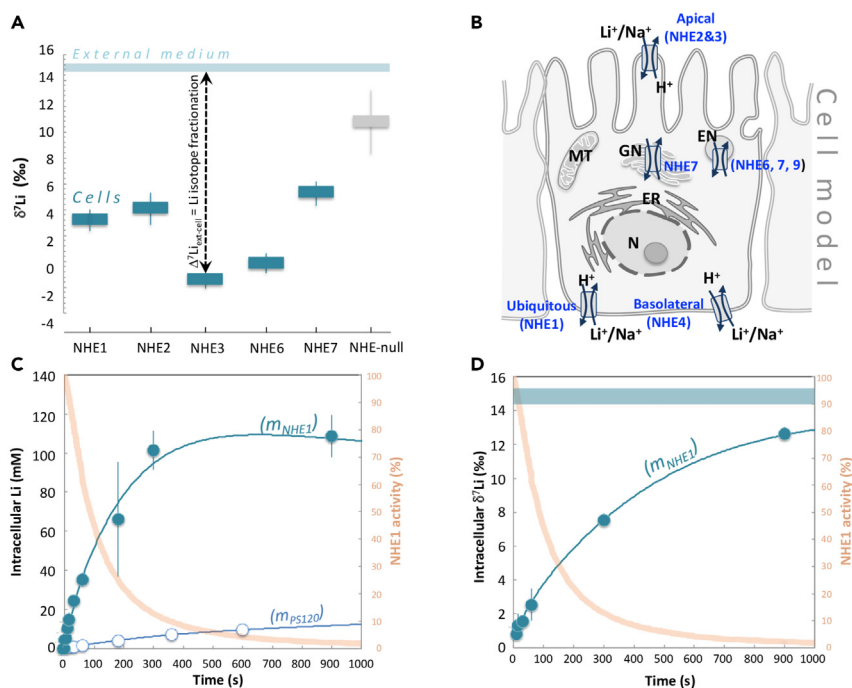 A
16
14
12
10
8
6
4
2
0
-2
-4
δ⁷Li (‰)
External medium
Cells
Δ⁷Li_ext-cell = Li isotope fractionation
NHE1 NHE2 NHE3 NHE6 NHE7 NHE-null
B
Apical
(NHE2&3)
Li⁺/Na⁺
H⁺
MT
GN
NHE7
EN
(NHE6, 7, 9)
ER
N
H⁺
H⁺
Ubiquitous
(NHE1)
Basolateral
(NHE4)
Li⁺/Na⁺
Li⁺/Na⁺
Cell model
C
140
120
100
80
60
40
20
0
Intracellular Li (mM)
(m_NHE1)
(m_PS120)
100
90
80
70
60
50
40
30
20
10
0
NHE1 activity (%)
0 100 200 300 400 500 600 700 800 900 1000
Time (s)
D
16
14
12
10
8
6
4
2
0
Intracellular δ⁷Li (‰)
(m_NHE1)
100
90
80
70
60
50
40
30
20
10
0
NHE1 activity (%)
0 100 200 300 400 500 600 700 800 900 1000
Time (s)